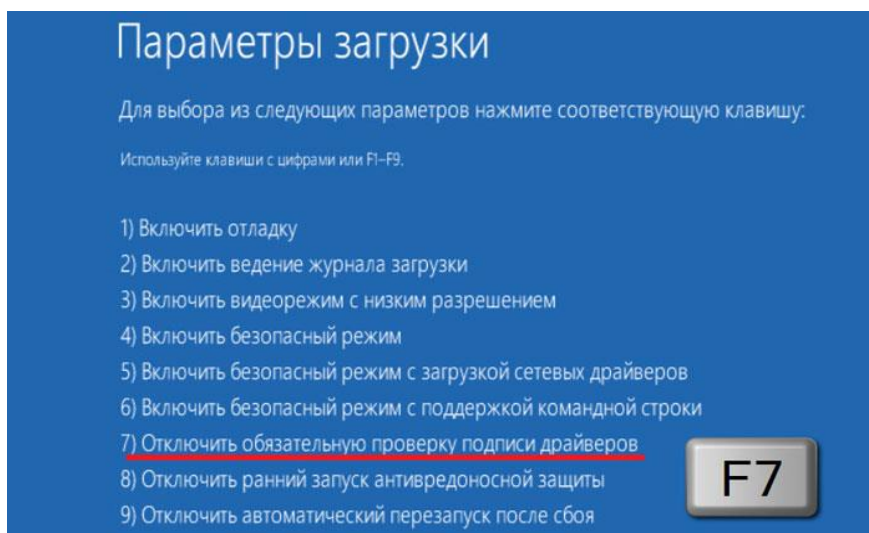 Параметры загрузки
Для выбора из следующих параметров нажмите соответствующую клавишу:
Используйте клавиши с цифрами или F1–F9.
1) Включить отладку
2) Включить ведение журнала загрузки
3) Включить видеорежим с низким разрешением
4) Включить безопасный режим
5) Включить безопасный режим с загрузкой сетевых драйверов
6) Включить безопасный режим с поддержкой командной строки
7) Отключить обязательную проверку подписи драйверов
8) Отключить ранний запуск антивредоносной защиты
9) Отключить автоматический перезапуск после сбоя
F7